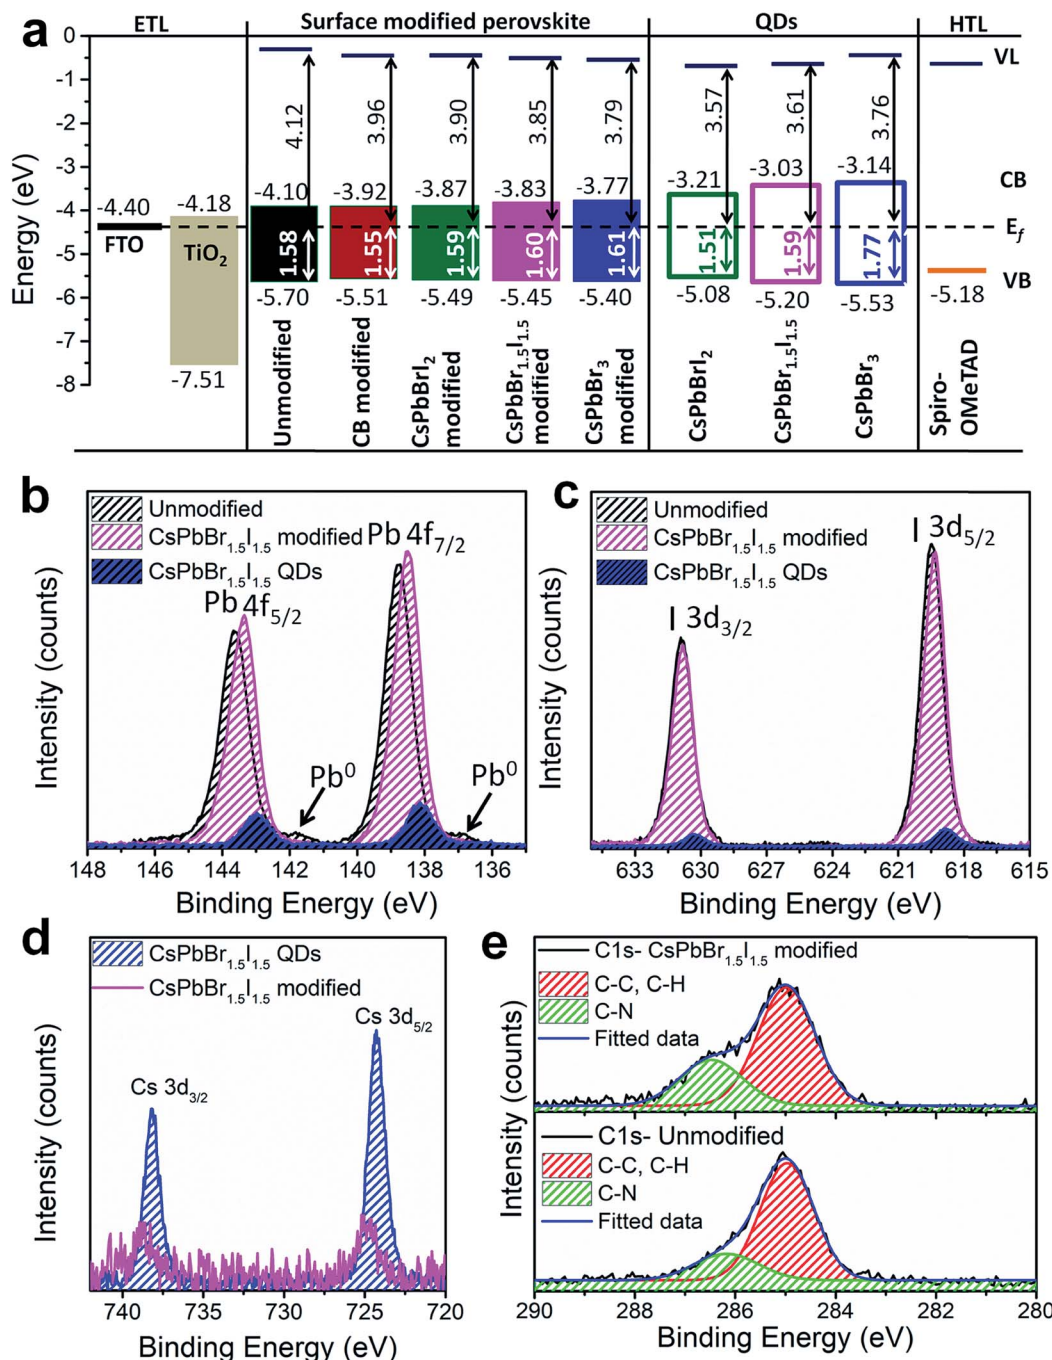 a
ETL
Surface modified perovskite
QDs
HTL
Energy (eV)
0
-1
-2
-3
-4
-5
-6
-7
-8
VL
CB
E_f
VB
-4.40
FTO
-4.18
TiO₂
-7.51
4.12
-4.10
1.58
-5.70
Unmodified
3.96
-3.92
1.55
-5.51
CB modified
3.90
-3.87
1.59
-5.49
CsPbBrI₂
modified
3.85
-3.83
1.60
-5.45
CsPbBr₁.₅I₁.₅
modified
3.79
-3.77
1.61
-5.40
CsPbBr₃
modified
3.57
-3.21
1.51
-5.08
CsPbBrI₂
3.61
-3.03
1.59
-5.20
CsPbBr₁.₅I₁.₅
3.76
-3.14
1.77
-5.53
CsPbBr₃
-5.18
Spiro-
OMeTAD
b
Unmodified
CsPbBr₁.₅I₁.₅ modified
CsPbBr₁.₅I₁.₅ QDs
Pb 4f₇/₂
Pb 4f₅/₂
Pb⁰
Pb⁰
Intensity (counts)
148 146 144 142 140 138 136
Binding Energy (eV)
c
Unmodified
CsPbBr₁.₅I₁.₅ modified
CsPbBr₁.₅I₁.₅ QDs
I 3d₅/₂
I 3d₃/₂
Intensity (counts)
633 630 627 624 621 618 615
Binding Energy (eV)
d
CsPbBr₁.₅I₁.₅ QDs
CsPbBr₁.₅I₁.₅ modified
Cs 3d₅/₂
Cs 3d₃/₂
Intensity (counts)
740 735 730 725 720
Binding Energy (eV)
e
C1s- CsPbBr₁.₅I₁.₅ modified
C-C, C-H
C-N
Fitted data
C1s- Unmodified
C-C, C-H
C-N
Fitted data
Intensity (counts)
290 288 286 284 282 280
Binding Energy (eV)